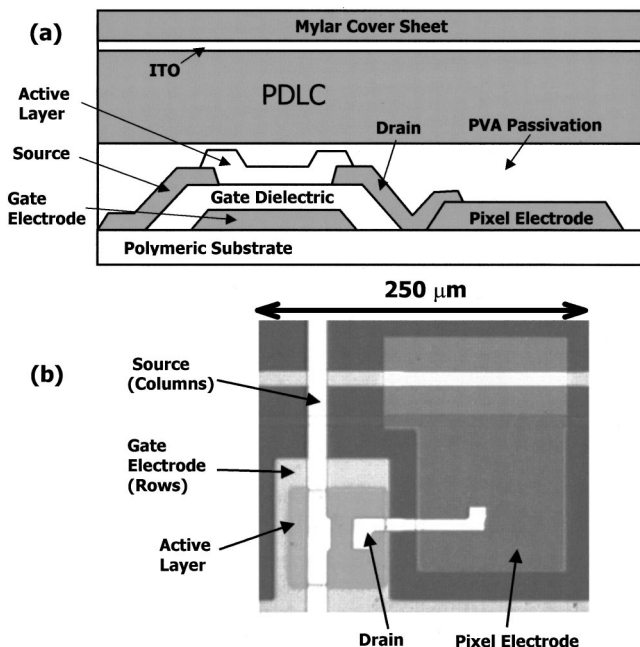 (a)
Mylar Cover Sheet
ITO
PDLC
Active
Layer
Drain
PVA Passivation
Source
Gate Dielectric
Gate
Electrode
Pixel Electrode
Polymeric Substrate
250 μm
(b)
Source
(Columns)
Gate
Electrode
(Rows)
Active
Layer
Drain
Pixel Electrode